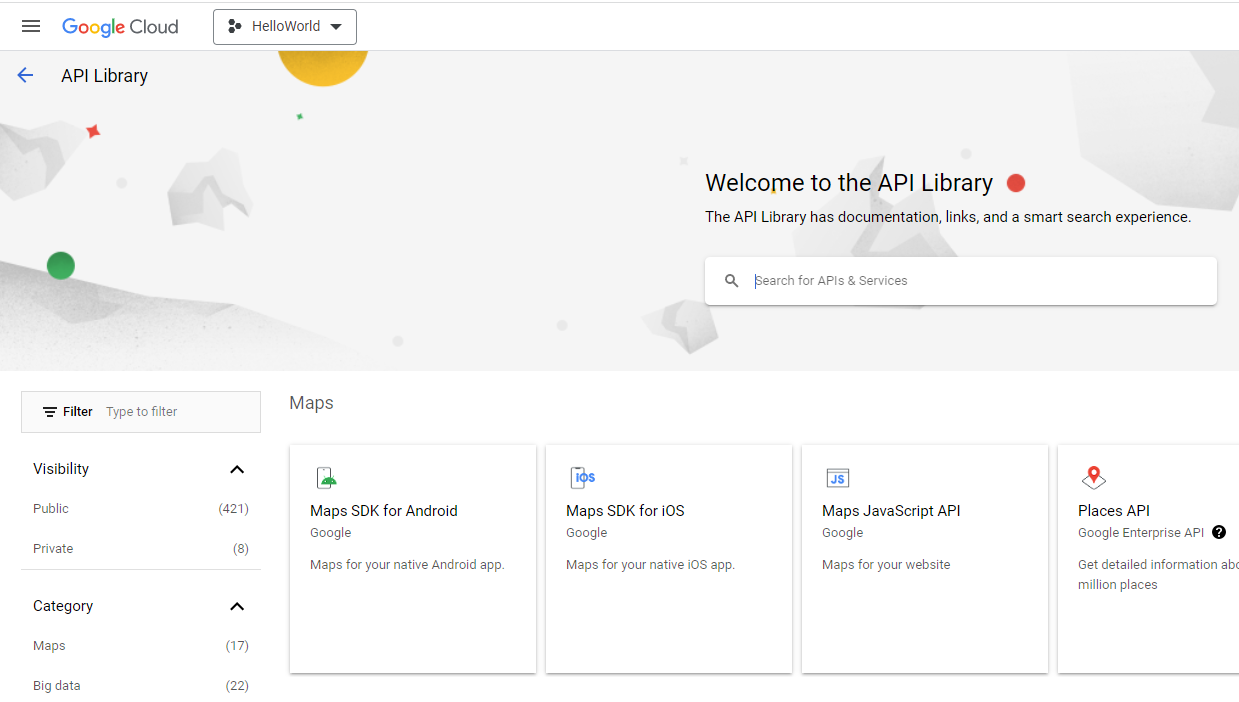 Google Cloud
HelloWorld
API Library
Welcome to the API Library
The API Library has documentation, links, and a smart search experience.
Search for APIs & Services
Filter Type to filter
Visibility
Public (421)
Private (8)
Category
Maps (17)
Big data (22)
Maps
Maps SDK for Android
Google
Maps for your native Android app.
iOS
Maps SDK for iOS
Google
Maps for your native iOS app.
JS
Maps JavaScript API
Google
Maps for your website
Places API
Google Enterprise API ?
Get detailed information
million places